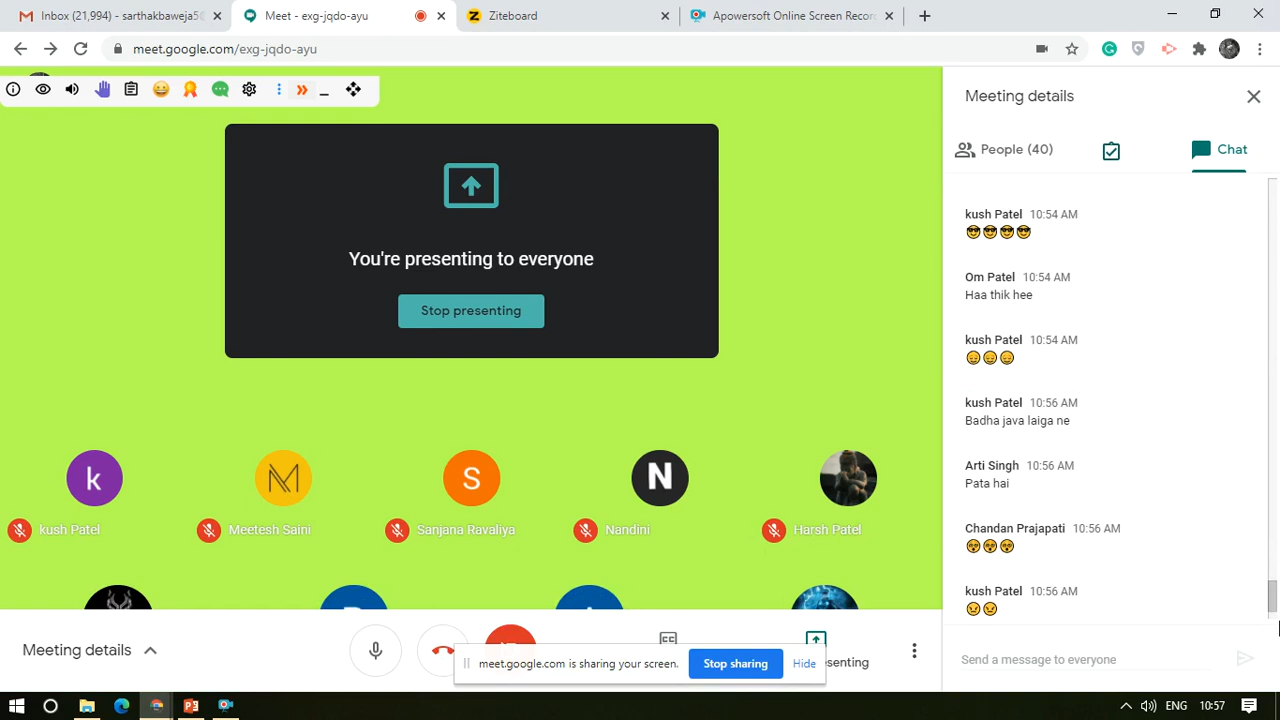 Inbox (21,994) - sarthakbaweja5
Meet - exg-jqdo-ayu
Ziteboard
Apowersoft Online Screen Recor
meet.google.com/exg-jqdo-ayu
You're presenting to everyone
Stop presenting
k
M
S
N
kush Patel
Meetesh Saini
Sanjana Ravaliya
Nandini
Harsh Patel
Meeting details
CC
esenting
meet.google.com is sharing your screen.
Stop sharing
Hide
Meeting details
People (40)
Chat
kush Patel 10:54 AM
😎😎😎😎
Om Patel 10:54 AM
Haa thik hee
kush Patel 10:54 AM
😑😑😑
kush Patel 10:56 AM
Badha java laiga ne
Arti Singh 10:56 AM
Pata hai
Chandan Prajapati 10:56 AM
😲😲😲
kush Patel 10:56 AM
😠😠
Send a message to everyone
ENG
10:57